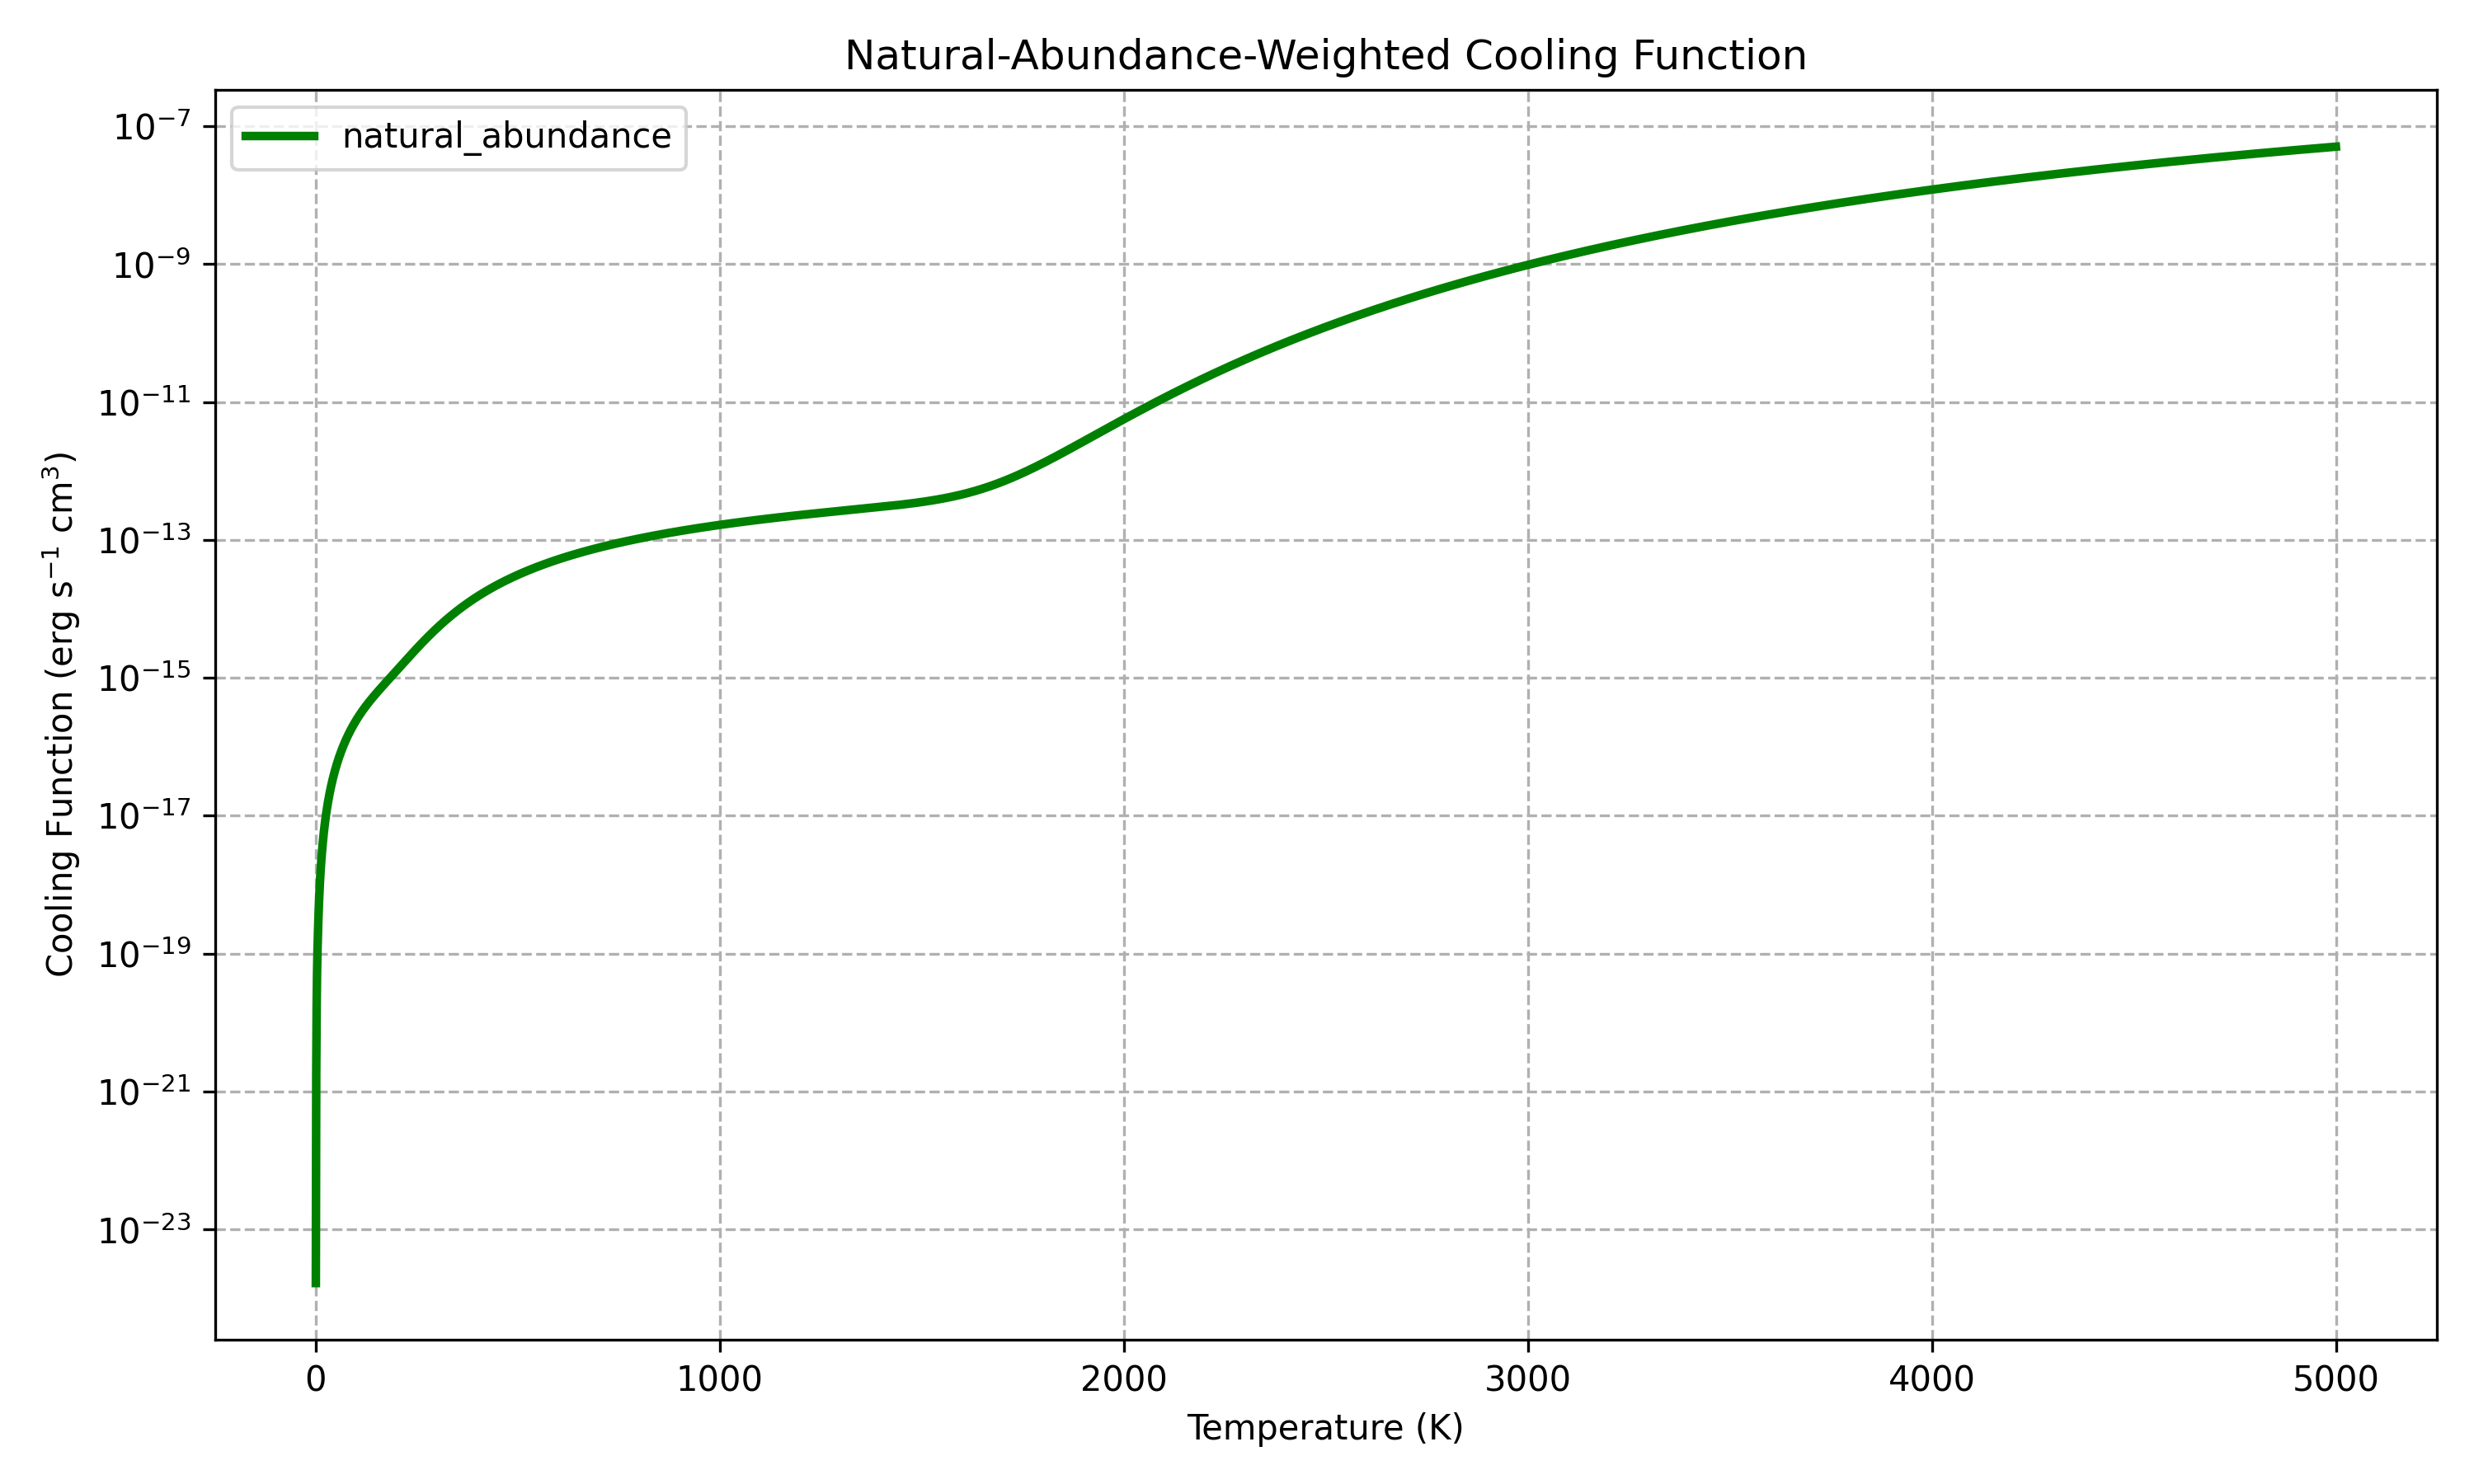 Natural-Abundance-Weighted Cooling Function
natural_abundance
Cooling Function (erg s⁻¹ cm³)
10⁻⁷
10⁻⁹
10⁻¹¹
10⁻¹³
10⁻¹⁵
10⁻¹⁷
10⁻¹⁹
10⁻²¹
10⁻²³
0 1000 2000 3000 4000 5000
Temperature (K)